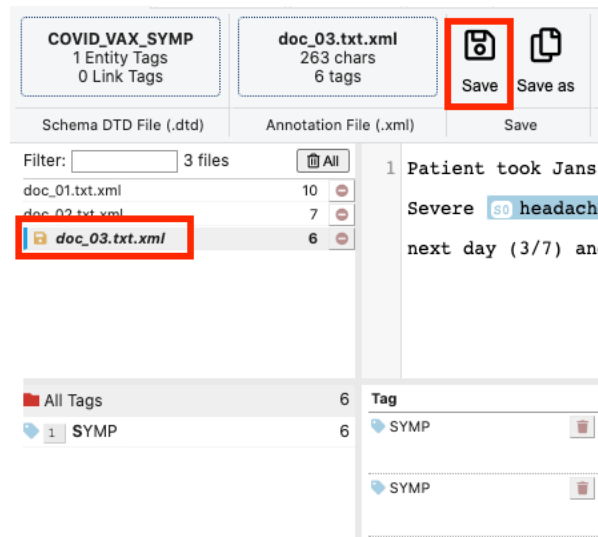 COVID_VAX_SYMP
1 Entity Tags
0 Link Tags
doc_03.txt.xml
263 chars
6 tags
Save
Save as
Schema DTD File (.dtd)
Annotation File (.xml)
Save
Filter:
3 files
All
doc_01.txt.xml
10
doc_02.txt.xml
7
doc_03.txt.xml
6
1
Patient took Jans
Severe S0 headach
next day (3/7) an
All Tags
6
1
SYMP
6
Tag
SYMP
SYMP